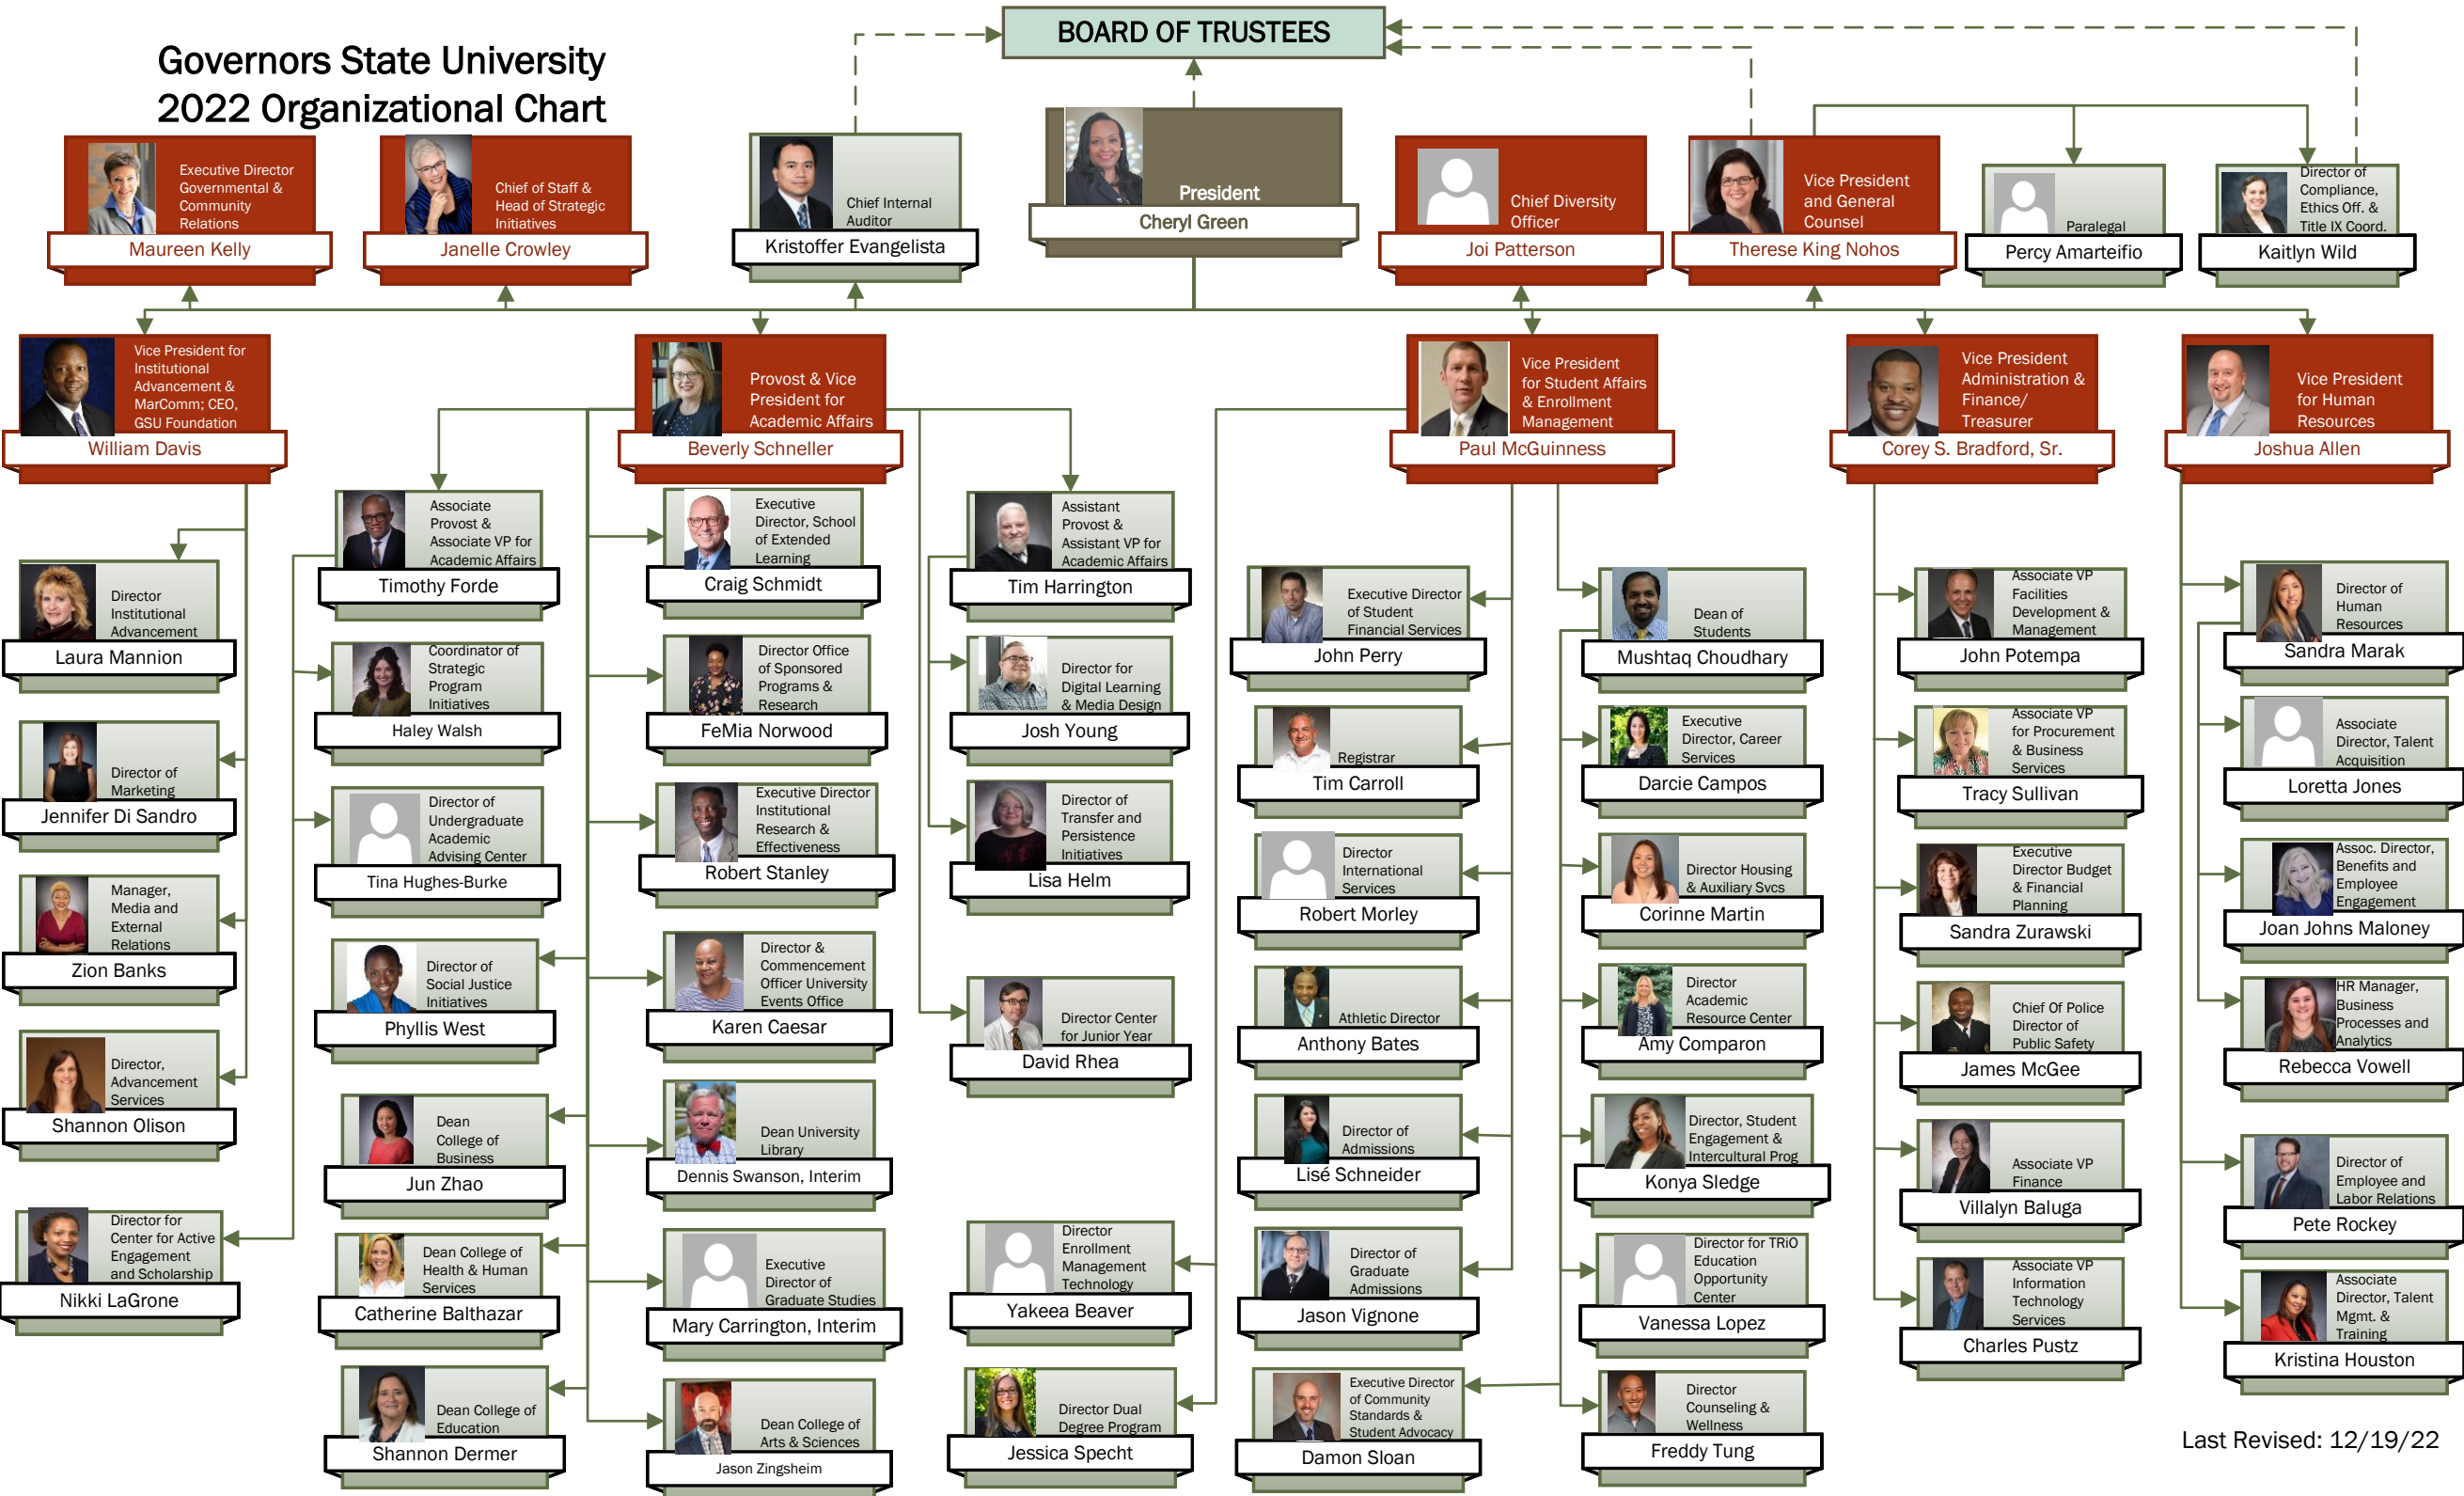 BOARD OF TRUSTEES
Governors State University
2022 Organizational Chart
Executive Director
Governmental &
Community
Relations
Maureen Kelly
Chief of Staff &
Head of Strategic
Initiatives
Janelle Crowley
Chief Internal
Auditor
Kristoffer Evangelista
President
Cheryl Green
Chief Diversity
Officer
Joi Patterson
Vice President
and General
Counsel
Therese King Nohos
Paralegal
Percy Amarteifio
Director of
Compliance,
Ethics Off. &
Title IX Coord.
Kaitlyn Wild
Vice President for
Institutional
Advancement &
MarComm; CEO,
GSU Foundation
William Davis
Provost & Vice
President for
Academic Affairs
Beverly Schneller
Vice President
for Student Affairs
& Enrollment
Management
Paul McGuinness
Vice President
Administration &
Finance/
Treasurer
Corey S. Bradford, Sr.
Vice President
for Human
Resources
Joshua Allen
Director
Institutional
Advancement
Laura Mannion
Director of
Marketing
Jennifer Di Sandro
Manager,
Media and
External
Relations
Zion Banks
Director,
Advancement
Services
Shannon Olison
Director for
Center for Active
Engagement
and Scholarship
Nikki LaGrone
Associate
Provost &
Associate VP for
Academic Affairs
Timothy Forde
Coordinator of
Strategic
Program
Initiatives
Haley Walsh
Director of
Undergraduate
Academic
Advising Center
Tina Hughes-Burke
Director of
Social Justice
Initiatives
Phyllis West
Dean
College of
Business
Jun Zhao
Dean College of
Health & Human
Services
Catherine Balthazar
Dean College of
Education
Shannon Dermer
Executive
Director, School
of Extended
Learning
Craig Schmidt
Director Office
of Sponsored
Programs &
Research
FeMia Norwood
Executive Director
Institutional
Research &
Effectiveness
Robert Stanley
Director &
Commencement
Officer University
Events Office
Karen Caesar
Dean University
Library
Dennis Swanson, Interim
Executive
Director of
Graduate Studies
Mary Carrington, Interim
Dean College of
Arts & Sciences
Jason Zingsheim
Assistant
Provost &
Assistant VP for
Academic Affairs
Tim Harrington
Director for
Digital Learning
& Media Design
Josh Young
Director of
Transfer and
Persistence
Initiatives
Lisa Helm
Director Center
for Junior Year
David Rhea
Director
Enrollment
Management
Technology
Yakeea Beaver
Director Dual
Degree Program
Jessica Specht
Executive Director
of Student
Financial Services
John Perry
Registrar
Tim Carroll
Director
International
Services
Robert Morley
Athletic Director
Anthony Bates
Director of
Admissions
Lisé Schneider
Director of
Graduate
Admissions
Jason Vignone
Executive Director
of Community
Standards &
Student Advocacy
Damon Sloan
Dean of
Students
Mushtaq Choudhary
Executive
Director, Career
Services
Darcie Campos
Director Housing
& Auxiliary Svcs
Corinne Martin
Director
Academic
Resource Center
Amy Comparon
Director, Student
Engagement &
Intercultural Prog
Konya Sledge
Director for TRiO
Education
Opportunity
Center
Vanessa Lopez
Director
Counseling &
Wellness
Freddy Tung
Associate VP
Facilities
Development &
Management
John Potempa
Associate VP
for Procurement
& Business
Services
Tracy Sullivan
Executive
Director Budget
& Financial
Planning
Sandra Zurawski
Chief Of Police
Director of
Public Safety
James McGee
Associate VP
Finance
Villalyn Baluga
Associate VP
Information
Technology
Services
Charles Pustz
Director of
Human
Resources
Sandra Marak
Associate
Director, Talent
Acquisition
Loretta Jones
Assoc. Director,
Benefits and
Employee
Engagement
Joan Johns Maloney
HR Manager,
Business
Processes and
Analytics
Rebecca Vowell
Director of
Employee and
Labor Relations
Pete Rockey
Associate
Director, Talent
Mgmt. &
Training
Kristina Houston
Last Revised: 12/19/22